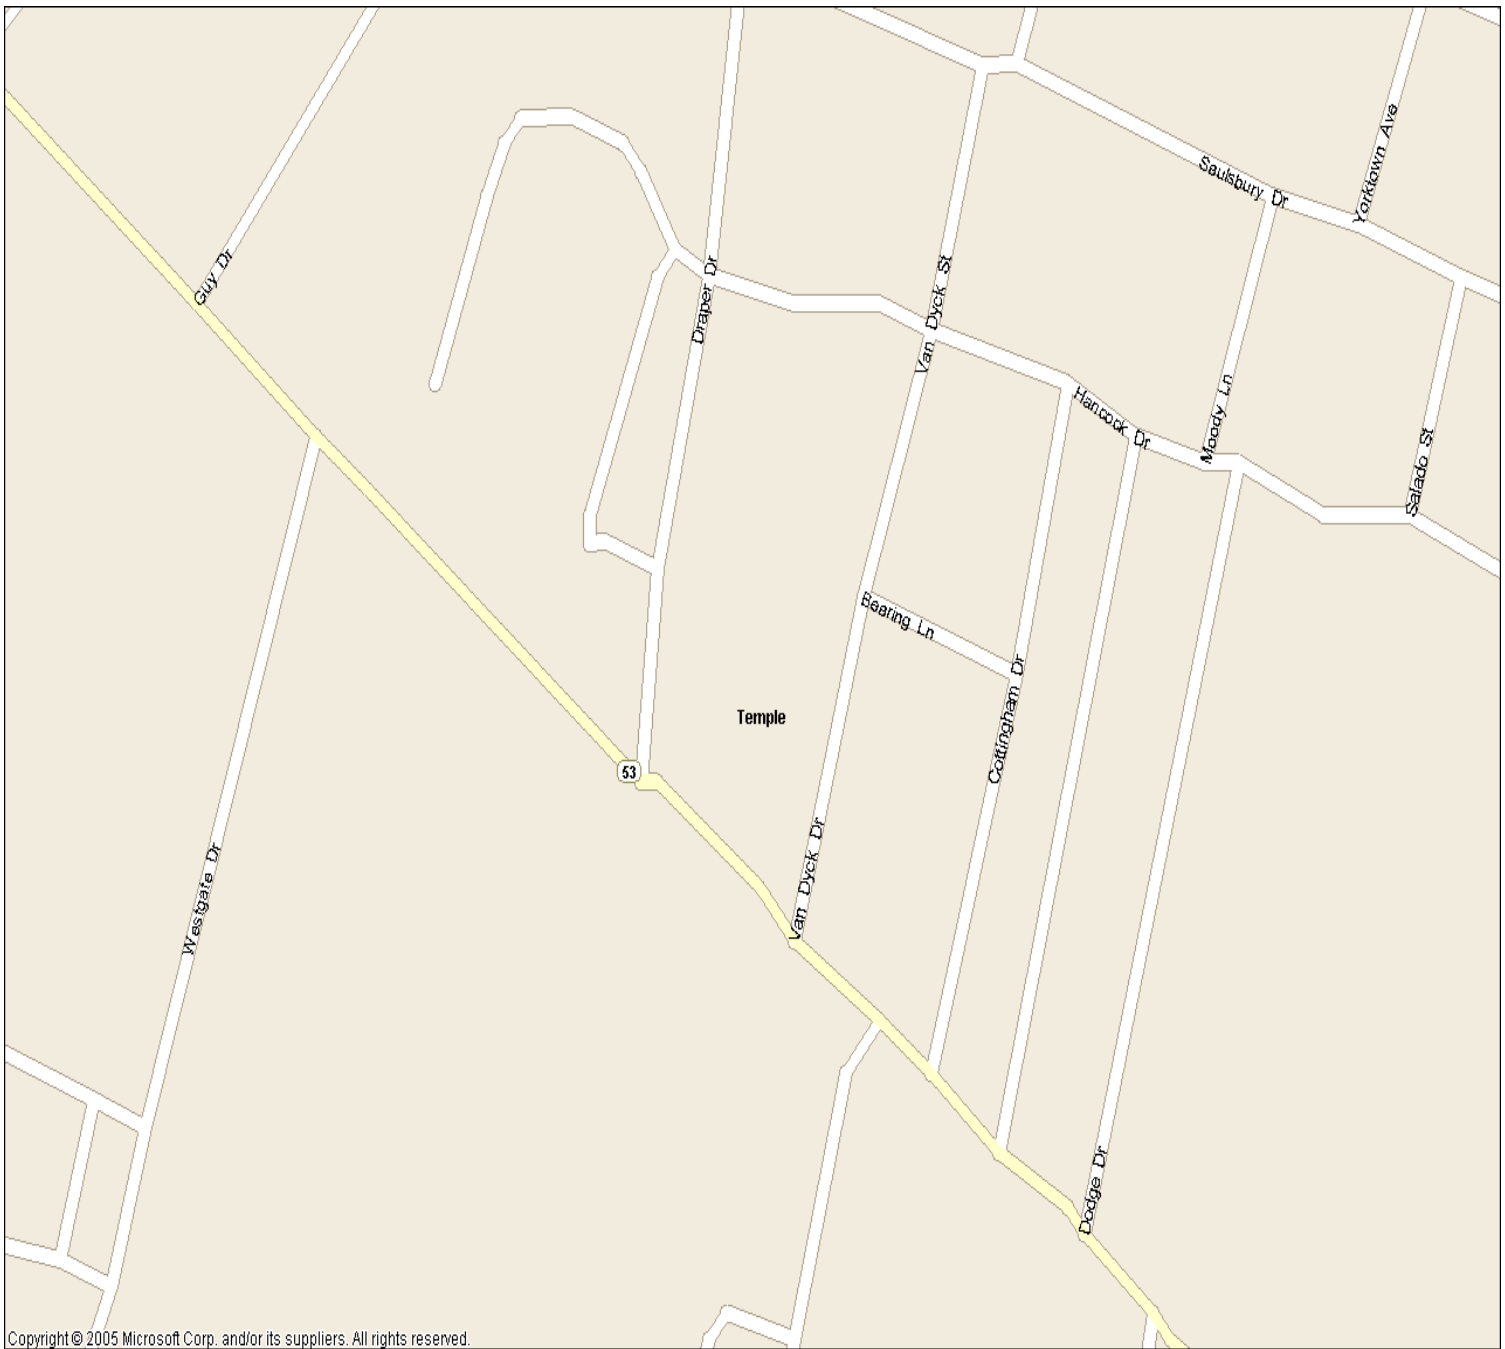 Yorktown Ave
Saulsbury Dr
Guy Dr
Draper Dr
Van Dyck St
Hancock Dr
Moody Ln
Salado St
Bearing Ln
Cottingham Dr
Temple
53
Van Dyck Dr
Westgate Dr
Dodge Dr
Copyright © 2005 Microsoft Corp. and/or its suppliers. All rights reserved.